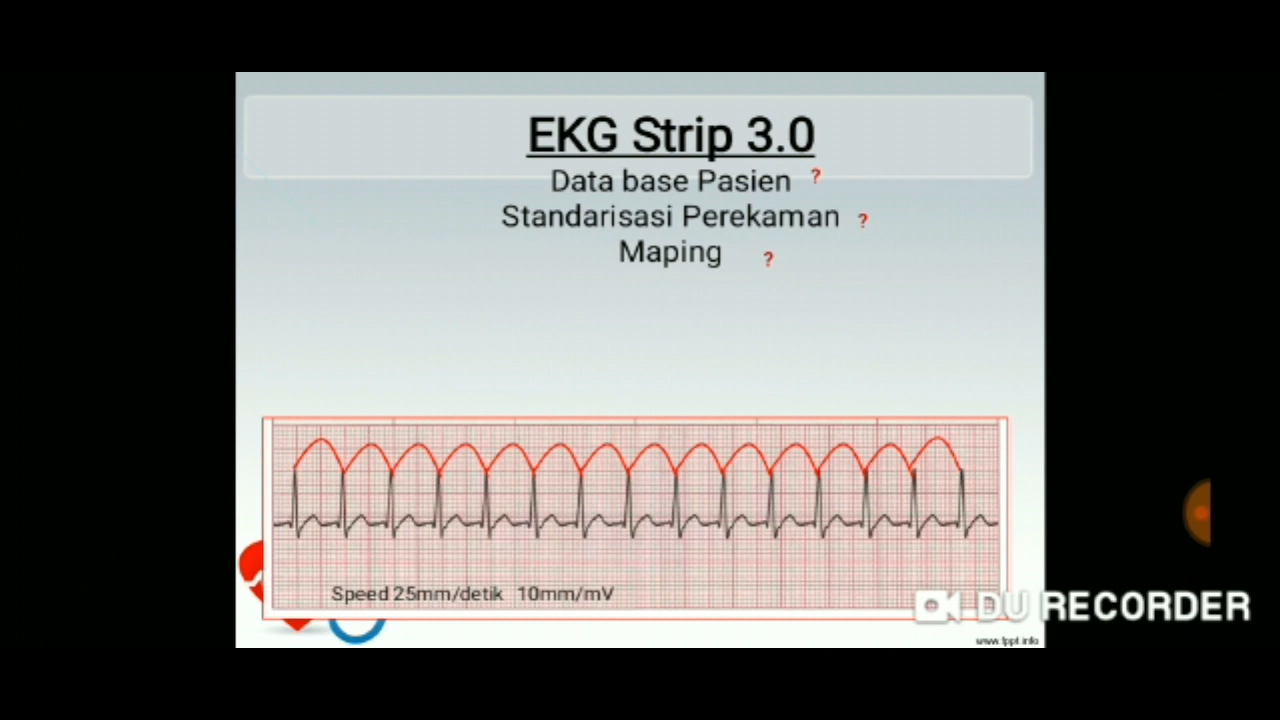 EKG Strip 3.0
Data base Pasien ?
Standarisasi Perekaman ?
Maping ?
Speed 25mm/detik 10mm/mV
DU RECORDER
www.fppt.info